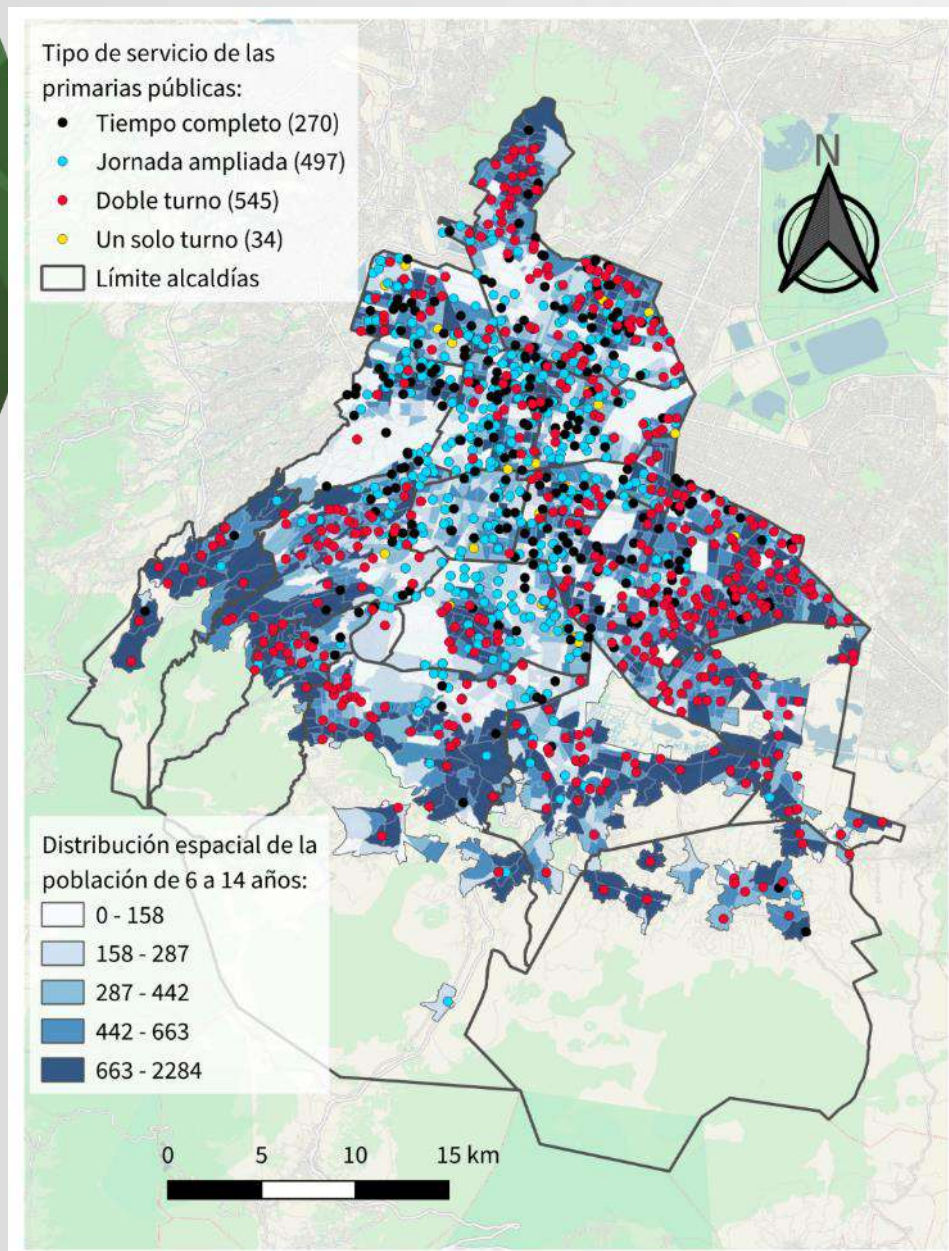 Tipo de servicio de las
primarias públicas:
Tiempo completo (270)
Jornada ampliada (497)
Doble turno (545)
Un solo turno (34)
Límite alcaldías
N
Distribución espacial de la
población de 6 a 14 años:
0 - 158
158 - 287
287 - 442
442 - 663
663 - 2284
0 5 10 15 km